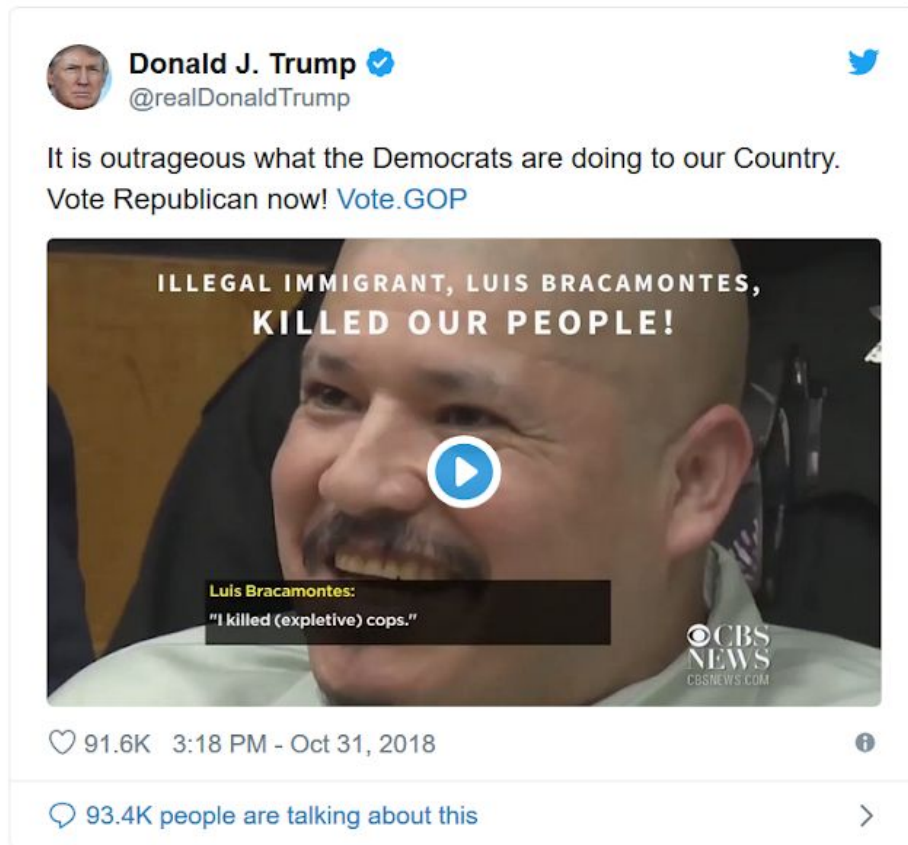 Donald J. Trump
@realDonaldTrump
It is outrageous what the Democrats are doing to our Country.
Vote Republican now! Vote.GOP
ILLEGAL IMMIGRANT, LUIS BRACAMONTES,
KILLED OUR PEOPLE!
Luis Bracamontes:
"I killed (expletive) cops."
CBS
NEWS
CBSNEWS.COM
91.6K 3:18 PM - Oct 31, 2018
93.4K people are talking about this